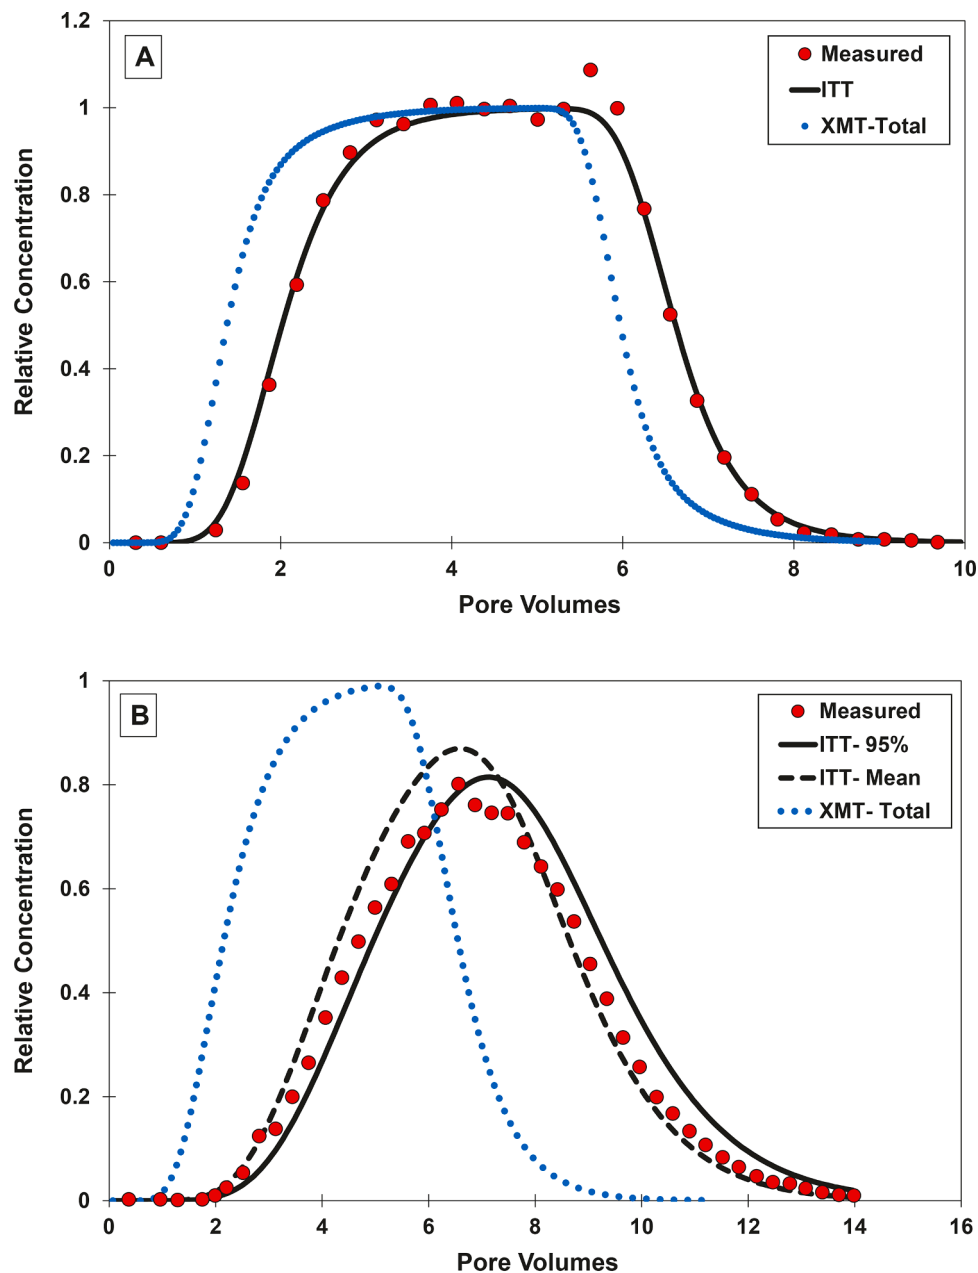 A
Measured
ITT
XMT-Total
Relative Concentration
1.2
1
0.8
0.6
0.4
0.2
0
0 2 4 6 8 10
Pore Volumes
B
Measured
ITT- 95%
ITT- Mean
XMT- Total
Relative Concentration
1
0.8
0.6
0.4
0.2
0
0 2 4 6 8 10 12 14 16
Pore Volumes